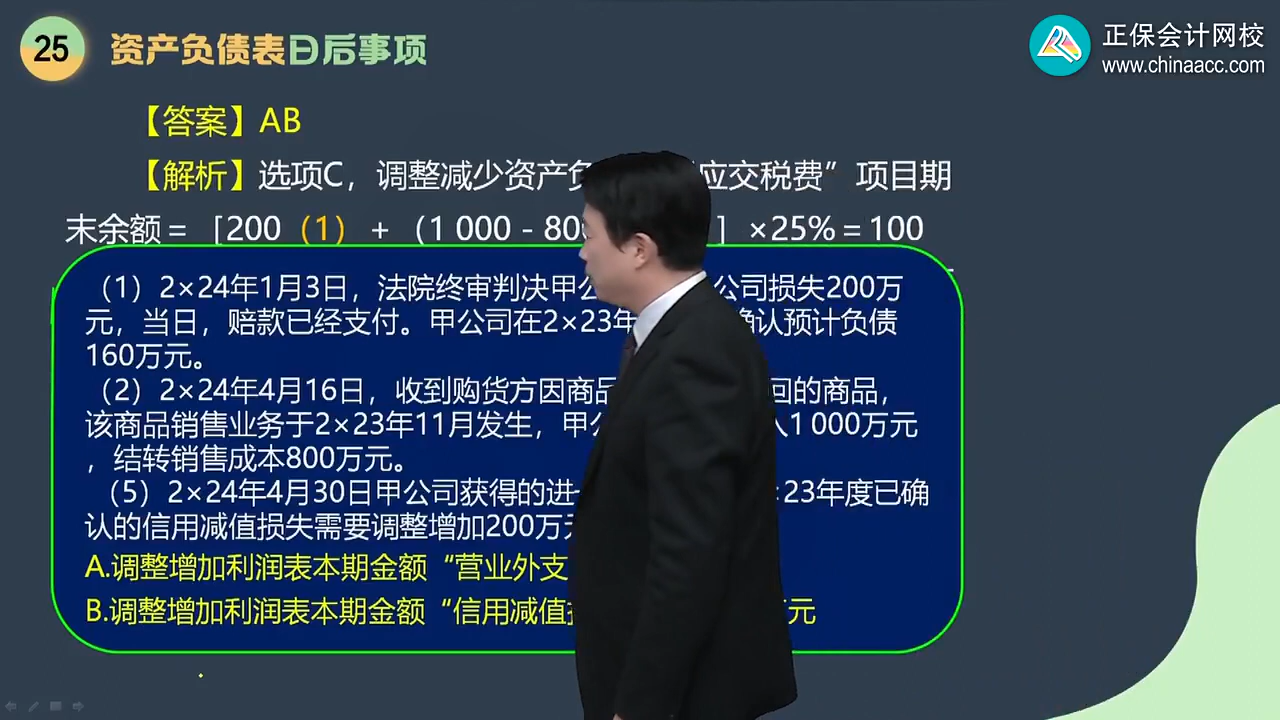 25 资产负债表日后事项
正保会计网校
www.chinaacc.com
【答案】AB
【解析】选项C，调整减少资产负 应交税费”项目期
末余额＝［200（1）＋（1 000－80 ］×25%＝100
（1）2×24年1月3日，法院终审判决甲公 公司损失200万
元，当日，赔款已经支付。甲公司在2×23年 确认预计负债
160万元。
（2）2×24年4月16日，收到购货方因商品 回的商品，
该商品销售业务于2×23年11月发生，甲公 入1 000万元
，结转销售成本800万元。
（5）2×24年4月30日甲公司获得的进一 ×23年度已确
认的信用减值损失需要调整增加200万元
A.调整增加利润表本期金额“营业外支
B.调整增加利润表本期金额“信用减值损 万元